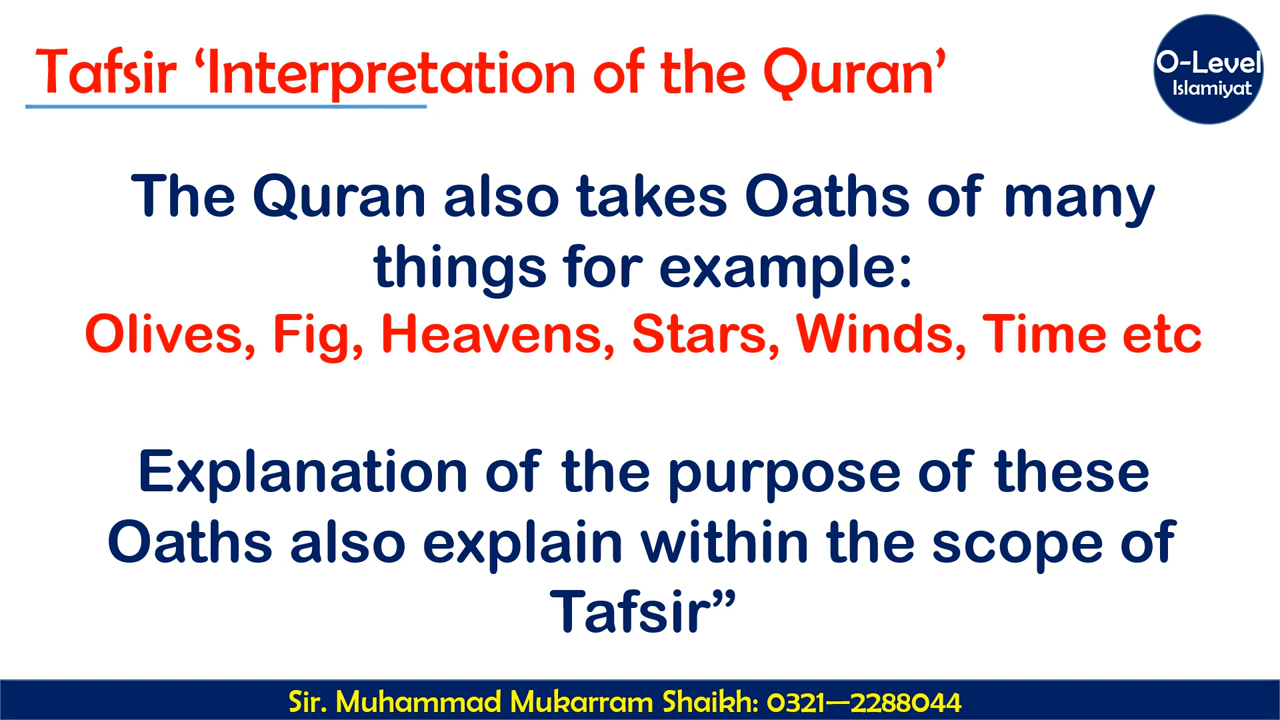 Tafsir ‘Interpretation of the Quran’
O-Level
Islamiyat
The Quran also takes Oaths of many
things for example:
Olives, Fig, Heavens, Stars, Winds, Time etc
Explanation of the purpose of these
Oaths also explain within the scope of
Tafsir”
Sir. Muhammad Mukarram Shaikh: 0321—2288044